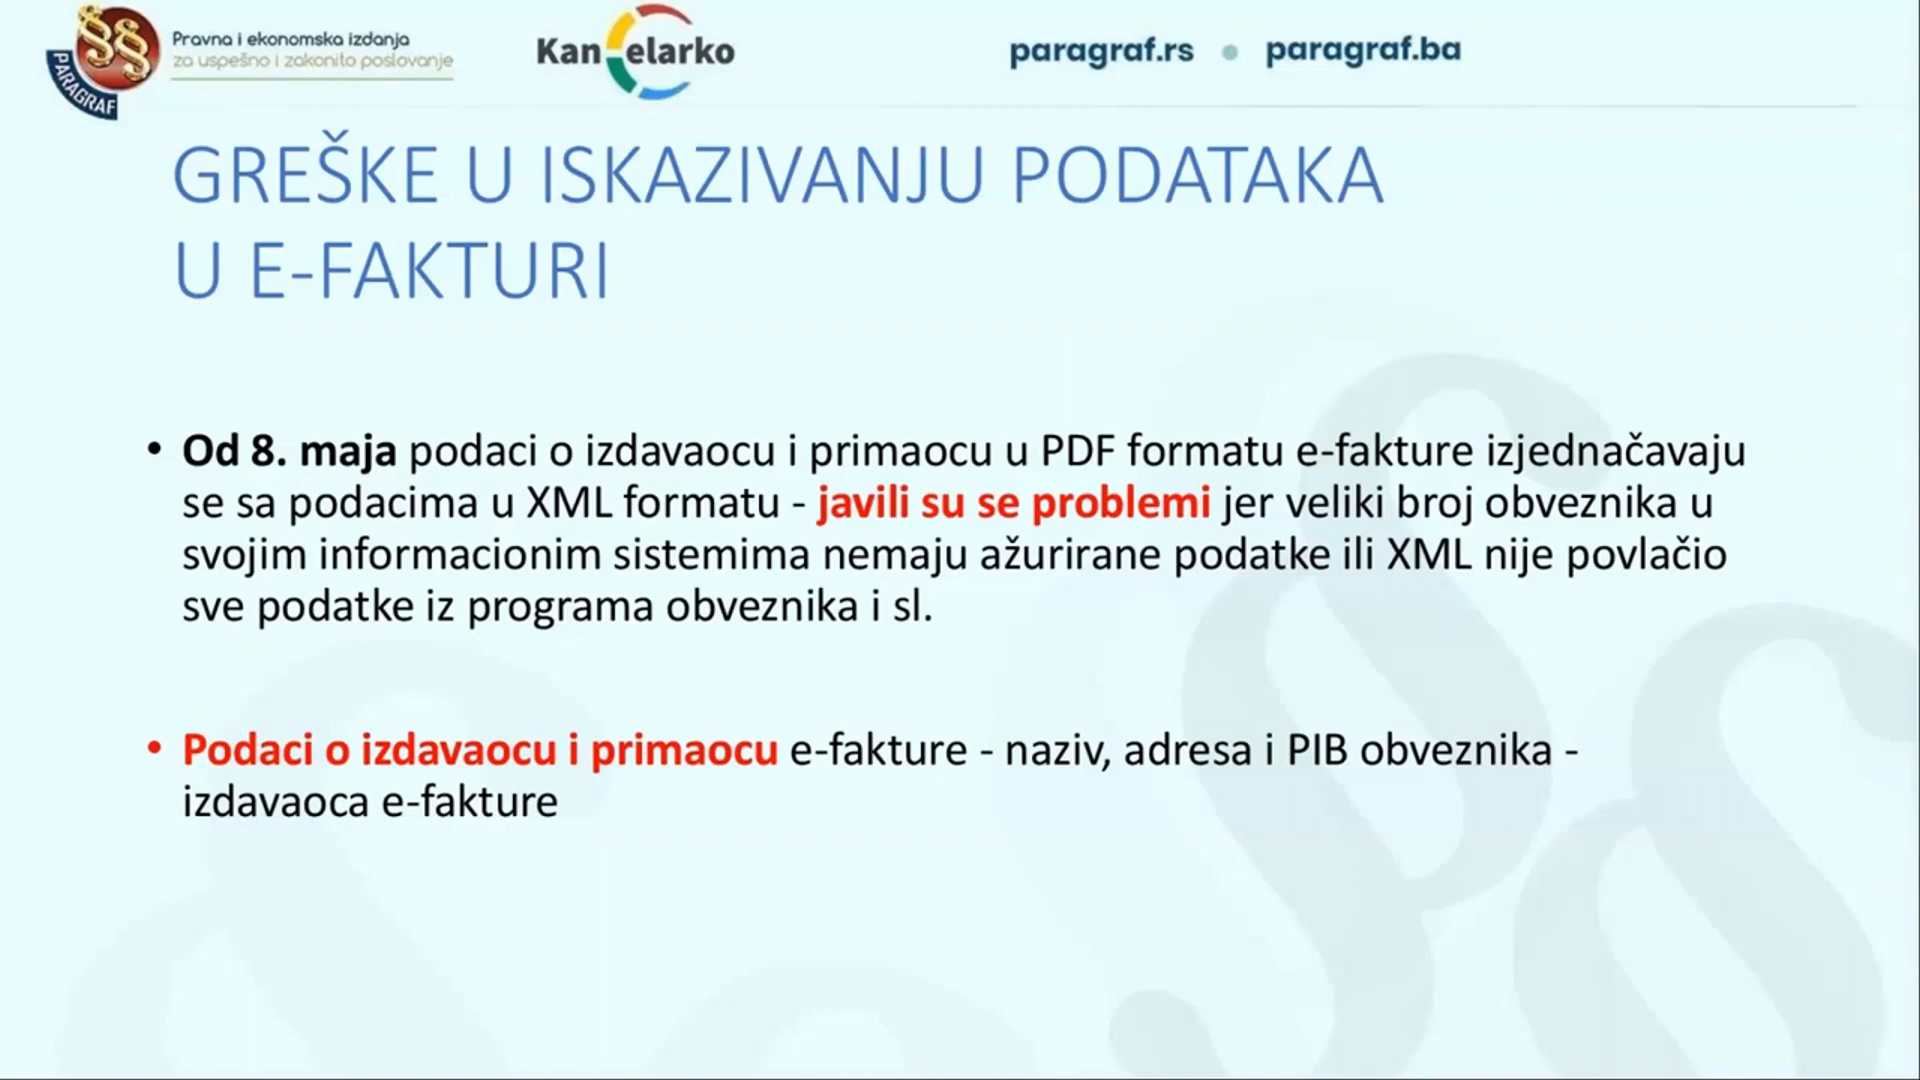 Pravna i ekonomska izdanja
za uspešno i zakonito poslovanje
PARAGRAF
Kancelarko
paragraf.rs • paragraf.ba
GREŠKE U ISKAZIVANJU PODATAKA
U E-FAKTURI
• Od 8. maja podaci o izdavaocu i primaocu u PDF formatu e-fakture izjednačavaju
se sa podacima u XML formatu - javili su se problemi jer veliki broj obveznika u
svojim informacionim sistemima nemaju ažurirane podatke ili XML nije povlačio
sve podatke iz programa obveznika i sl.
• Podaci o izdavaocu i primaocu e-fakture - naziv, adresa i PIB obveznika -
izdavaoca e-fakture